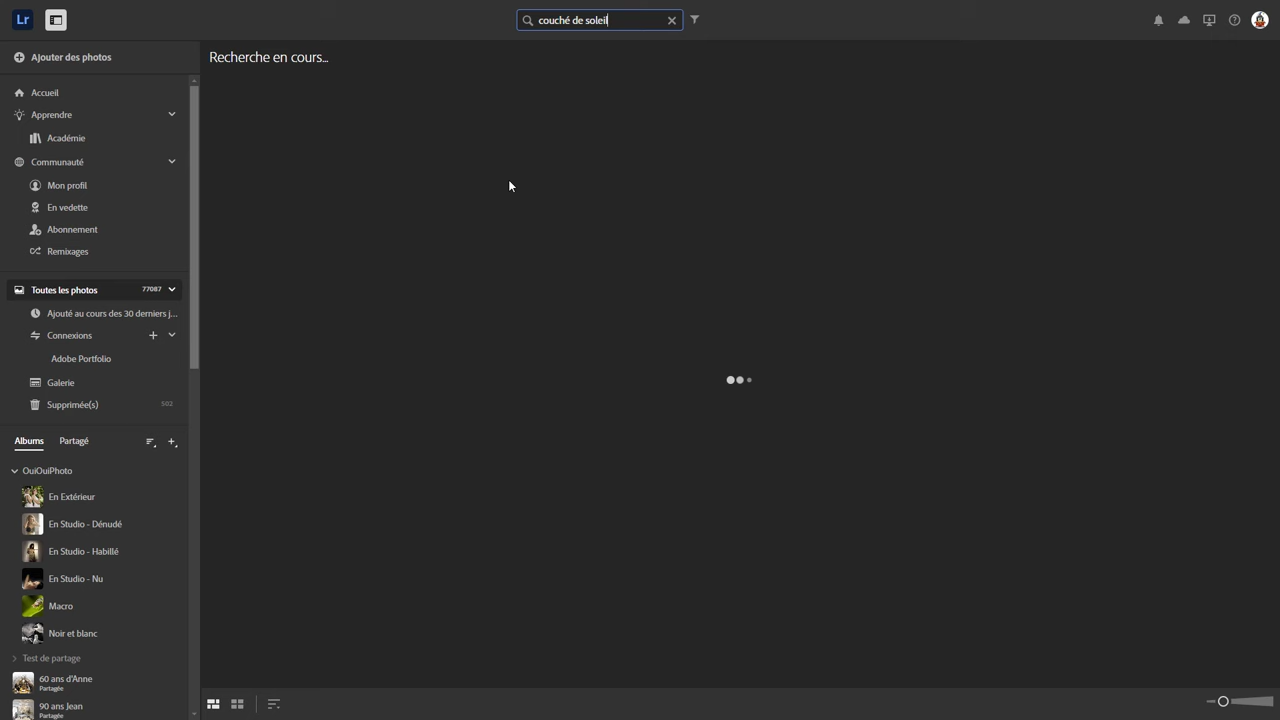 Lr
couché de soleil
Ajouter des photos
Recherche en cours...
Accueil
Apprendre
Académie
Communauté
Mon profil
En vedette
Abonnement
Remixages
Toutes les photos 77087
Ajouté au cours des 30 derniers j...
Connexions
Adobe Portfolio
Galerie
Supprimée(s) 502
Albums Partagé
OuiOuiPhoto
En Extérieur
En Studio - Dénudé
En Studio - Habillé
En Studio - Nu
Macro
Noir et blanc
Test de partage
60 ans d'Anne
Partagée
90 ans Jean
Partagée